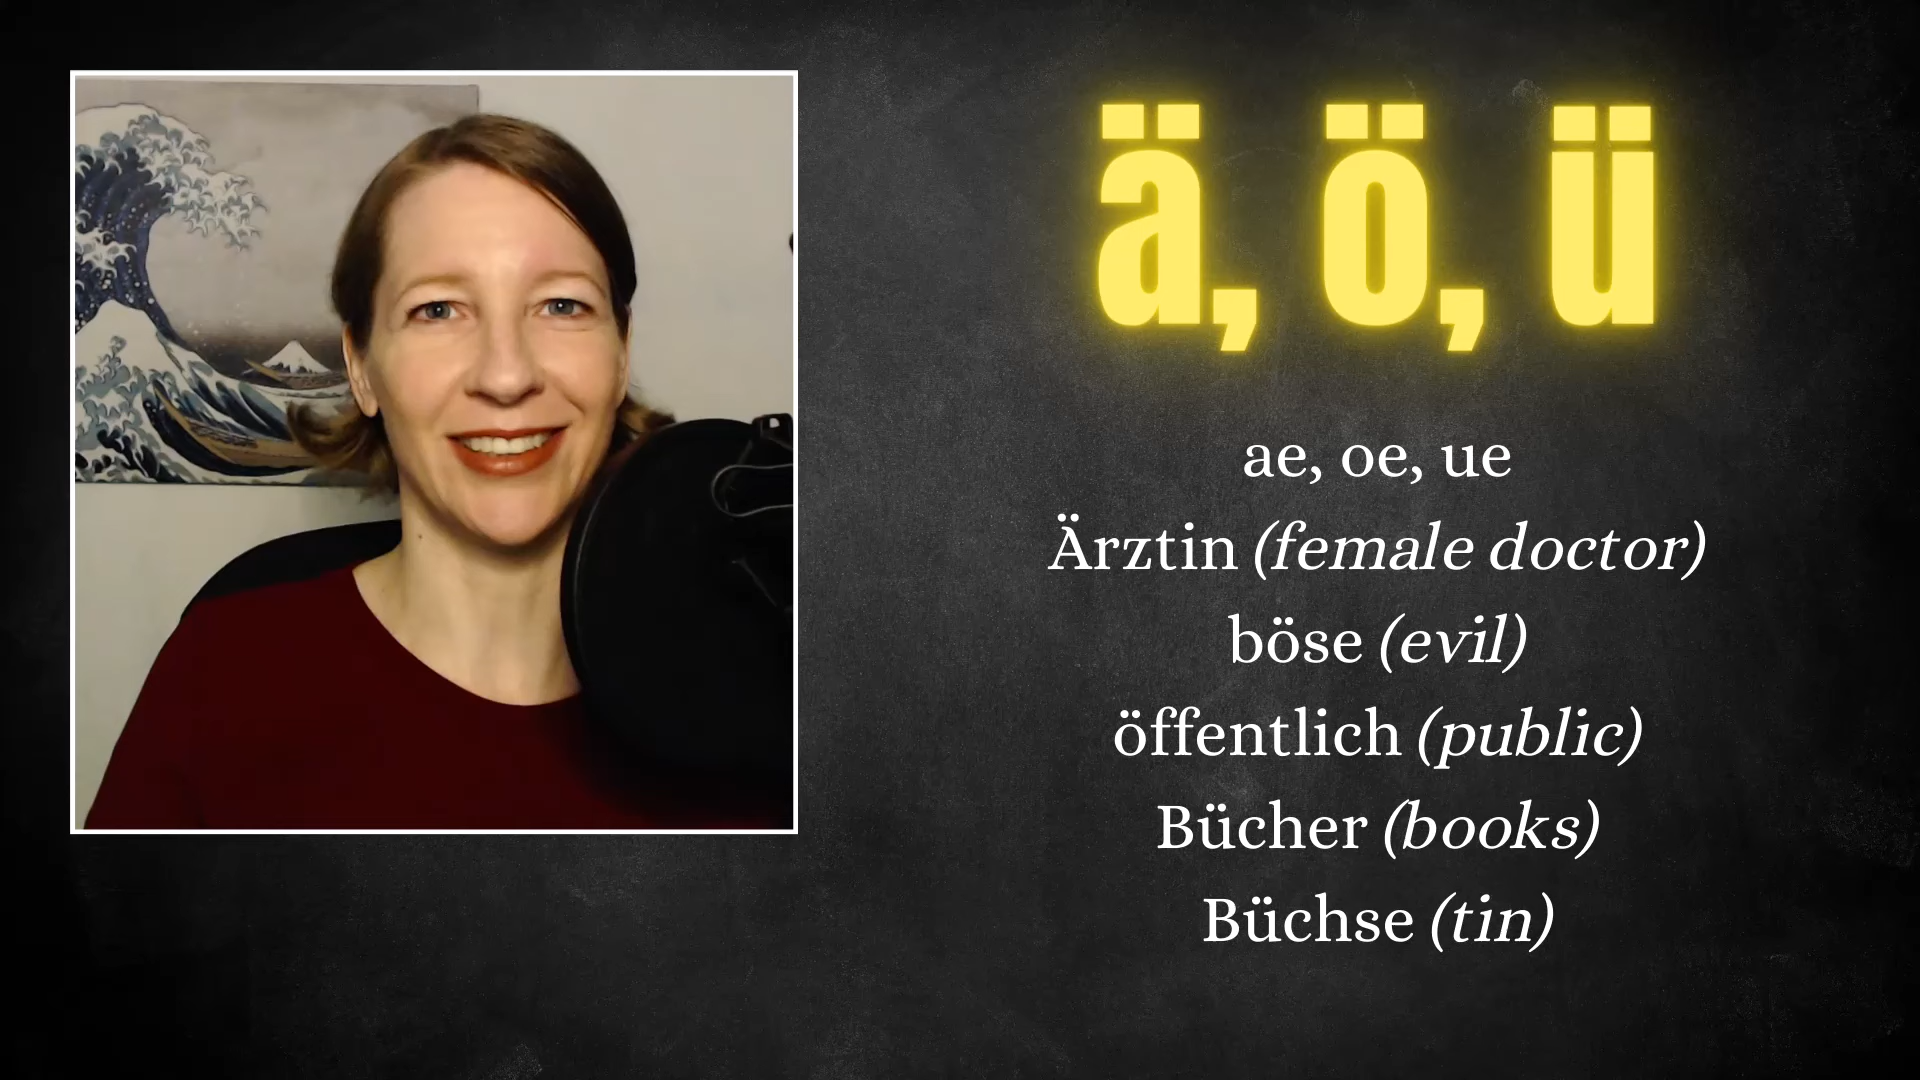 ä, ö, ü
ae, oe, ue
Ärztin (female doctor)
böse (evil)
öffentlich (public)
Bücher (books)
Büchse (tin)